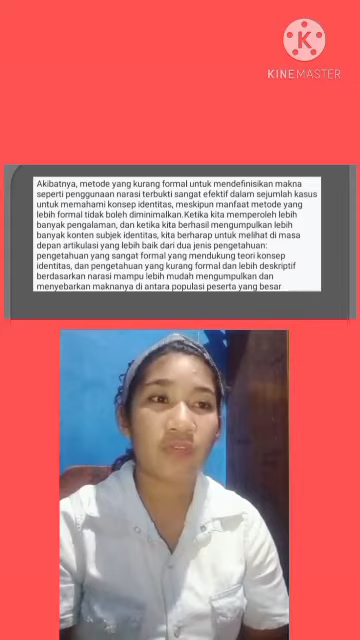 KINEMASTER
Akibatnya, metode yang kurang formal untuk mendefinisikan makna
seperti penggunaan narasi terbukti sangat efektif dalam sejumlah kasus
untuk memahami konsep identitas, meskipun manfaat metode yang
lebih formal tidak boleh diminimalkan.Ketika kita memperoleh lebih
banyak pengalaman, dan ketika kita berhasil mengumpulkan lebih
banyak konten subjek identitas, kita berharap untuk melihat di masa
depan artikulasi yang lebih baik dari dua jenis pengetahuan:
pengetahuan yang sangat formal yang mendukung teori konsep
identitas, dan pengetahuan yang kurang formal dan lebih deskriptif
berdasarkan narasi mampu lebih mudah mengumpulkan dan
menyebarkan maknanya di antara populasi peserta yang besar